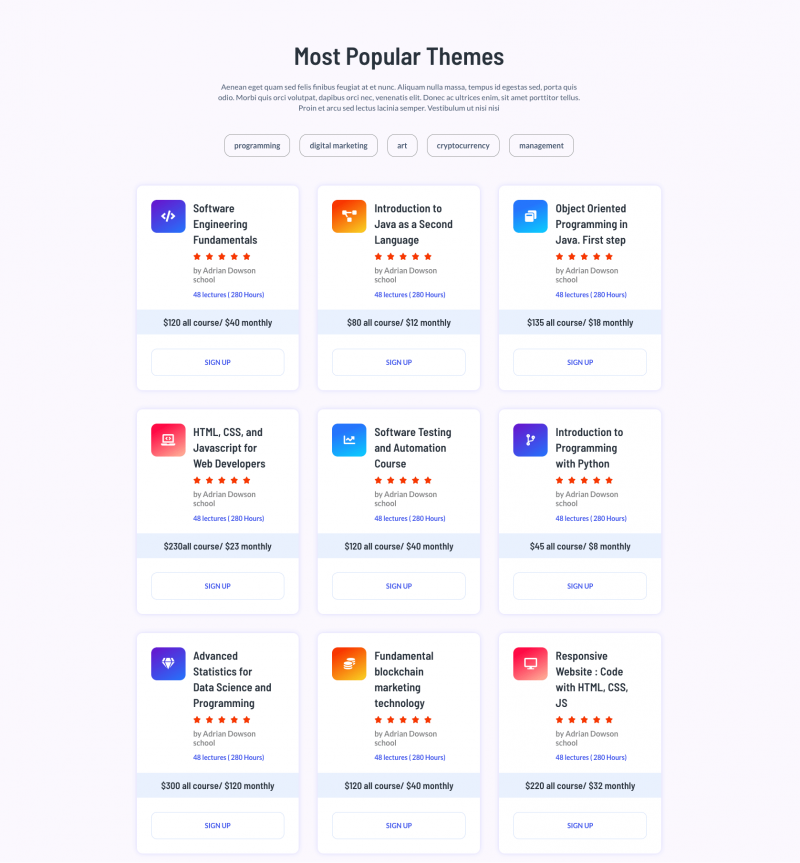 Most Popular Themes
Aenean eget quam sed felis finibus feugiat at et nunc. Aliquam nulla massa, tempus id egestas sed, porta quis
odio. Morbi quis orci volutpat, dapibus orci nec, venenatis elit. Donec ac ultrices enim, sit amet porttitor tellus.
Proin et arcu sed lectus lacinia semper. Vestibulum ut nisi nisi
programming
digital marketing
art
cryptocurrency
management
Software
Engineering
Fundamentals
by Adrian Dowson
school
48 lectures ( 280 Hours)
$120 all course/ $40 monthly
SIGN UP
Introduction to
Java as a Second
Language
by Adrian Dowson
school
48 lectures ( 280 Hours)
$80 all course/ $12 monthly
SIGN UP
Object Oriented
Programming in
Java. First step
by Adrian Dowson
school
48 lectures ( 280 Hours)
$135 all course/ $18 monthly
SIGN UP
HTML, CSS, and
Javascript for
Web Developers
by Adrian Dowson
school
48 lectures ( 280 Hours)
$230all course/ $23 monthly
SIGN UP
Software Testing
and Automation
Course
by Adrian Dowson
school
48 lectures ( 280 Hours)
$120 all course/ $40 monthly
SIGN UP
Introduction to
Programming
with Python
by Adrian Dowson
school
48 lectures ( 280 Hours)
$45 all course/ $8 monthly
SIGN UP
Advanced
Statistics for
Data Science and
Programming
by Adrian Dowson
school
48 lectures ( 280 Hours)
$300 all course/ $120 monthly
SIGN UP
Fundamental
blockchain
marketing
technology
by Adrian Dowson
school
48 lectures ( 280 Hours)
$120 all course/ $40 monthly
SIGN UP
Responsive
Website : Code
with HTML, CSS,
JS
by Adrian Dowson
school
48 lectures ( 280 Hours)
$220 all course/ $32 monthly
SIGN UP